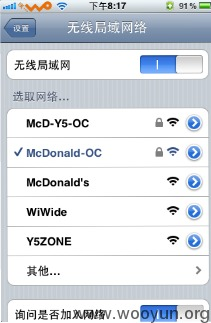 下午8:17
91%
设置
无线局域网络
无线局域网
选取网络...
McD-Y5-OC
McDonald-OC
McDonald's
WiWide
Y5ZONE
其他...
询问是否加入网络
www.wooyun.org